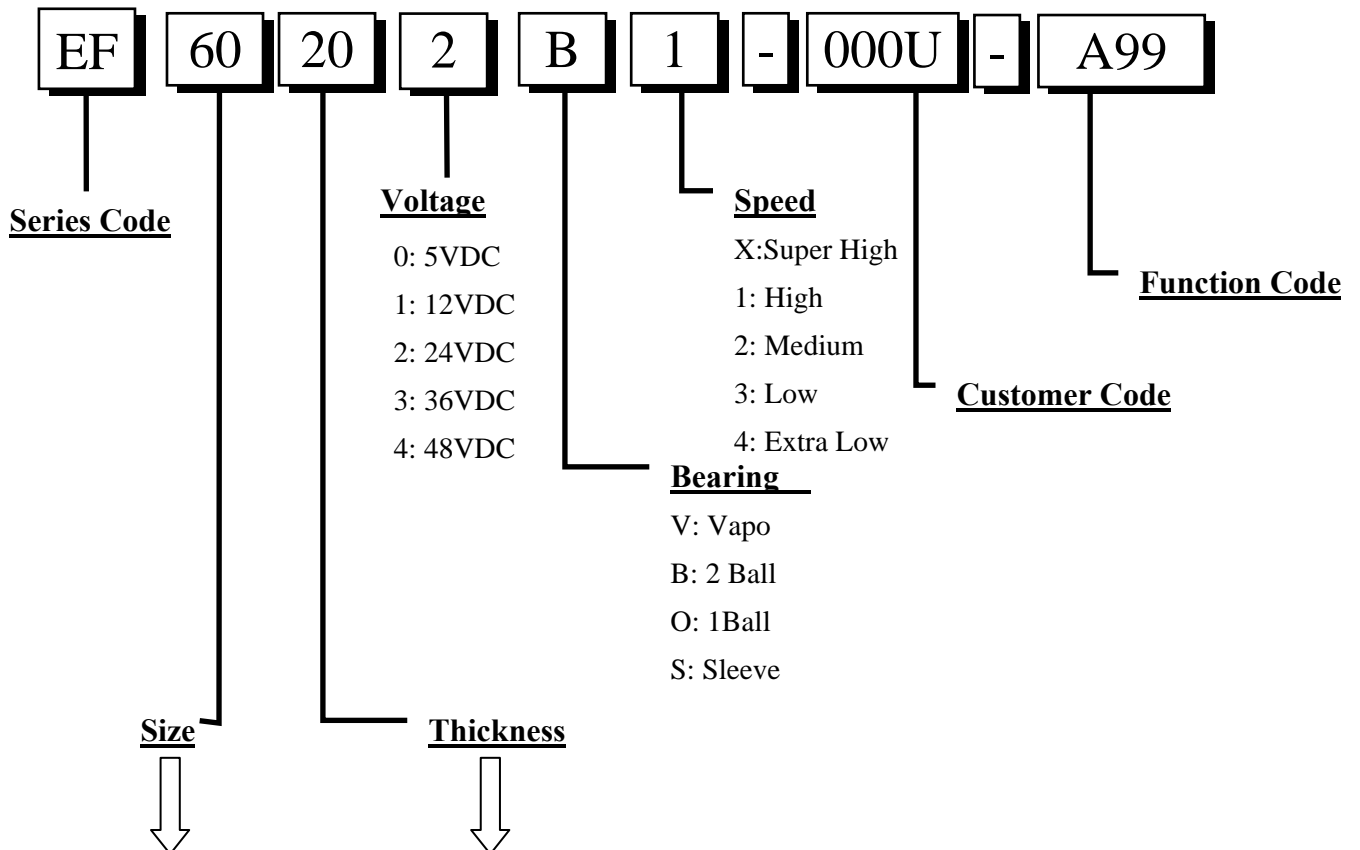 EF 60 20 2 B 1 - 000U - A99
Series Code
Voltage
0: 5VDC
1: 12VDC
2: 24VDC
3: 36VDC
4: 48VDC
Speed
X:Super High
1: High
2: Medium
3: Low
4: Extra Low
Function Code
Customer Code
Bearing
V: Vapo
B: 2 Ball
O: 1Ball
S: Sleeve
Size
Thickness